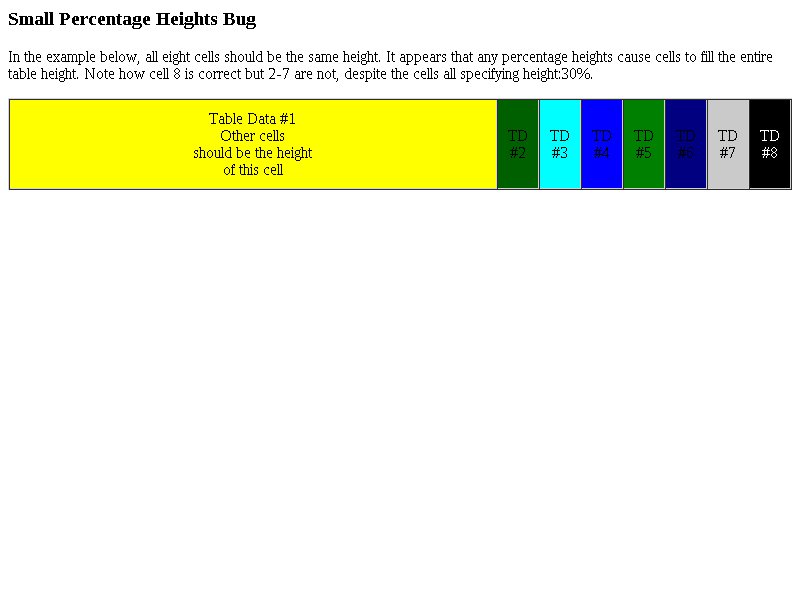 Small Percentage Heights Bug
In the example below, all eight cells should be the same height. It appears that any percentage heights cause cells to fill the entire
table height. Note how cell 8 is correct but 2-7 are not, despite the cells all specifying height:30%.
Table Data #1
Other cells
should be the height
of this cell
TD
#2
TD
#3
TD
#4
TD
#5
TD
#6
TD
#7
TD
#8